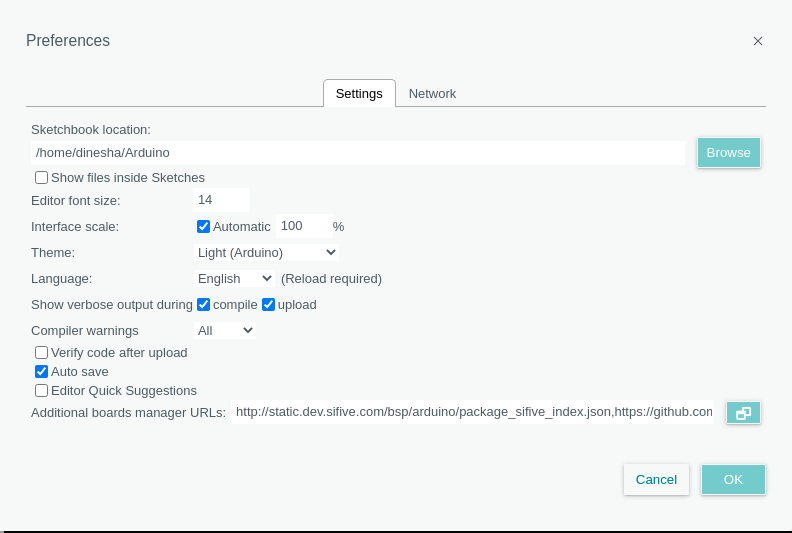 Preferences
Settings Network
Sketchbook location:
/home/dinesha/Arduino Browse
Show files inside Sketches
Editor font size: 14
Interface scale: Automatic 100 %
Theme: Light (Arduino)
Language: English (Reload required)
Show verbose output during compile upload
Compiler warnings All
Verify code after upload
Auto save
Editor Quick Suggestions
Additional boards manager URLs: http://static.dev.sifive.com/bsp/arduino/package_sifive_index.json,https://github.com
Cancel OK